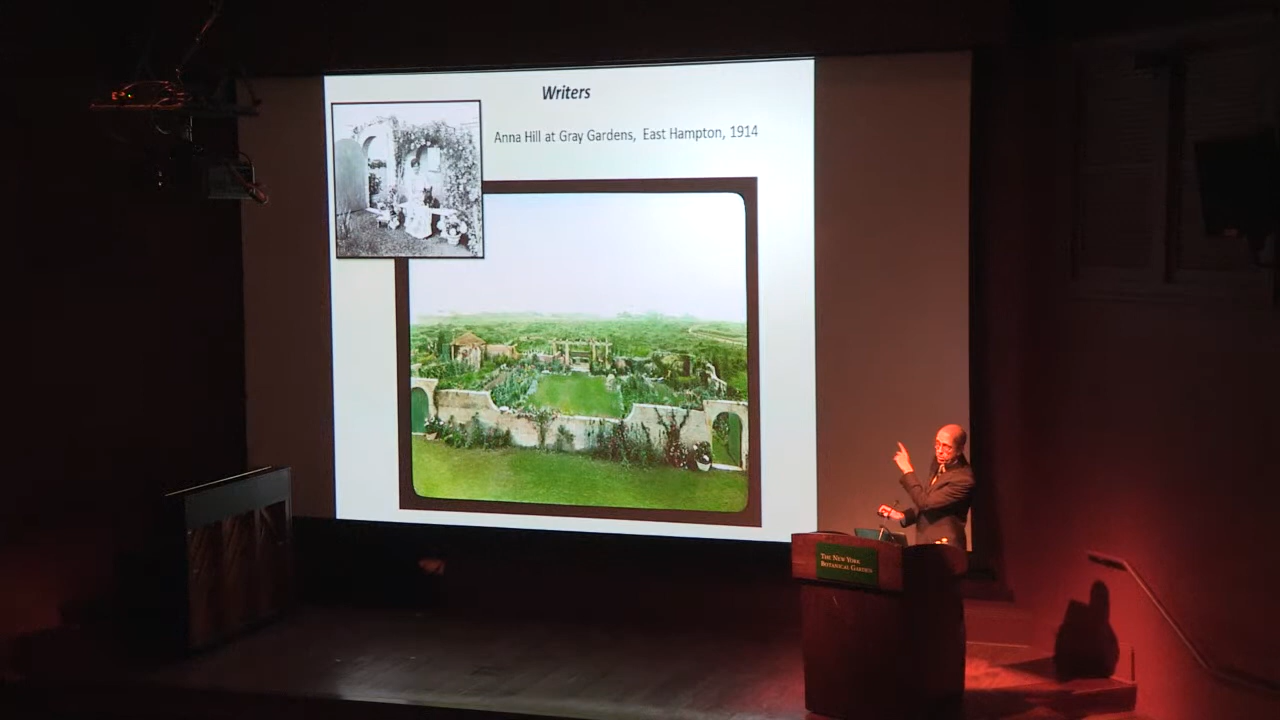 Writers
Anna Hill at Gray Gardens, East Hampton, 1914
THE NEW YORK
BOTANICAL GARDEN